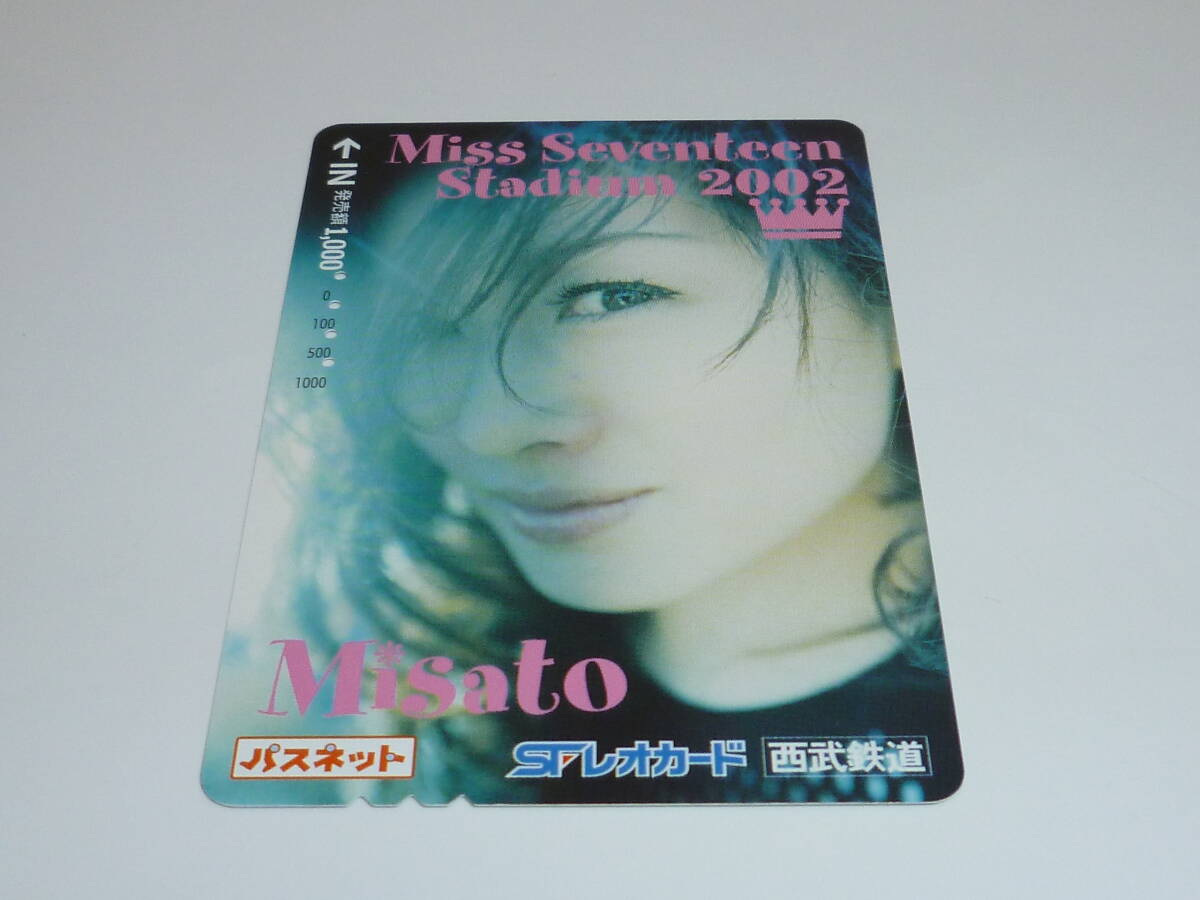 Miss Seventeen
Stadium 2002
↑IN 発売額1,000
0
100
500
1000
Misato
パスネット
SFレオカード
西武鉄道